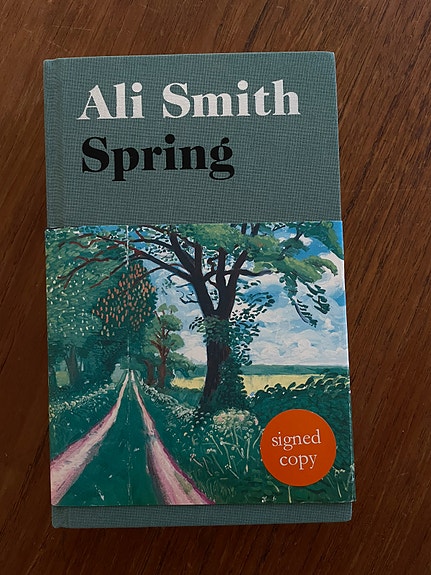 Ali Smith
Spring
signed
copy